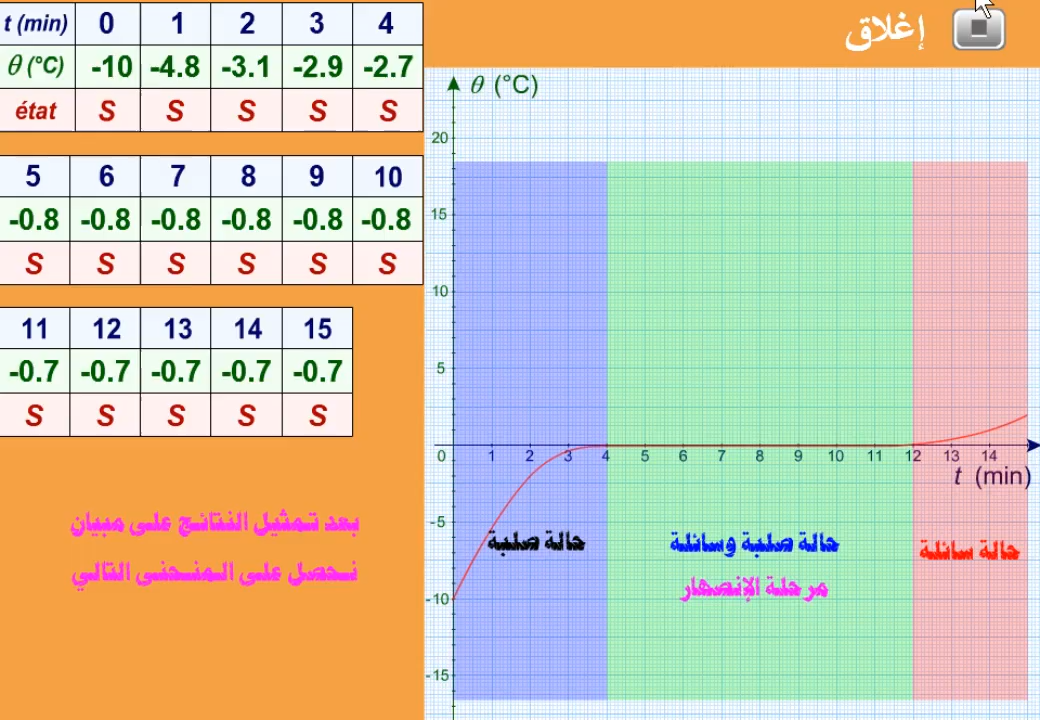 t (min) 0 1 2 3 4
θ (°C) -10 -4.8 -3.1 -2.9 -2.7
état S S S S S
5 6 7 8 9 10
-0.8 -0.8 -0.8 -0.8 -0.8 -0.8
S S S S S S
11 12 13 14 15
-0.7 -0.7 -0.7 -0.7 -0.7
S S S S S
بعد تمثيل النتائج على مبيان
نحصل على المنحنى التالي
إغلاق
θ (°C)
20
15
10
5
0 1 2 3 4 5 6 7 8 9 10 11 12 13 14
t (min)
-5
حالة صلبة
حالة صلبة وسائلة
حالة سائلة
مرحلة الإنصهار
-10
-15